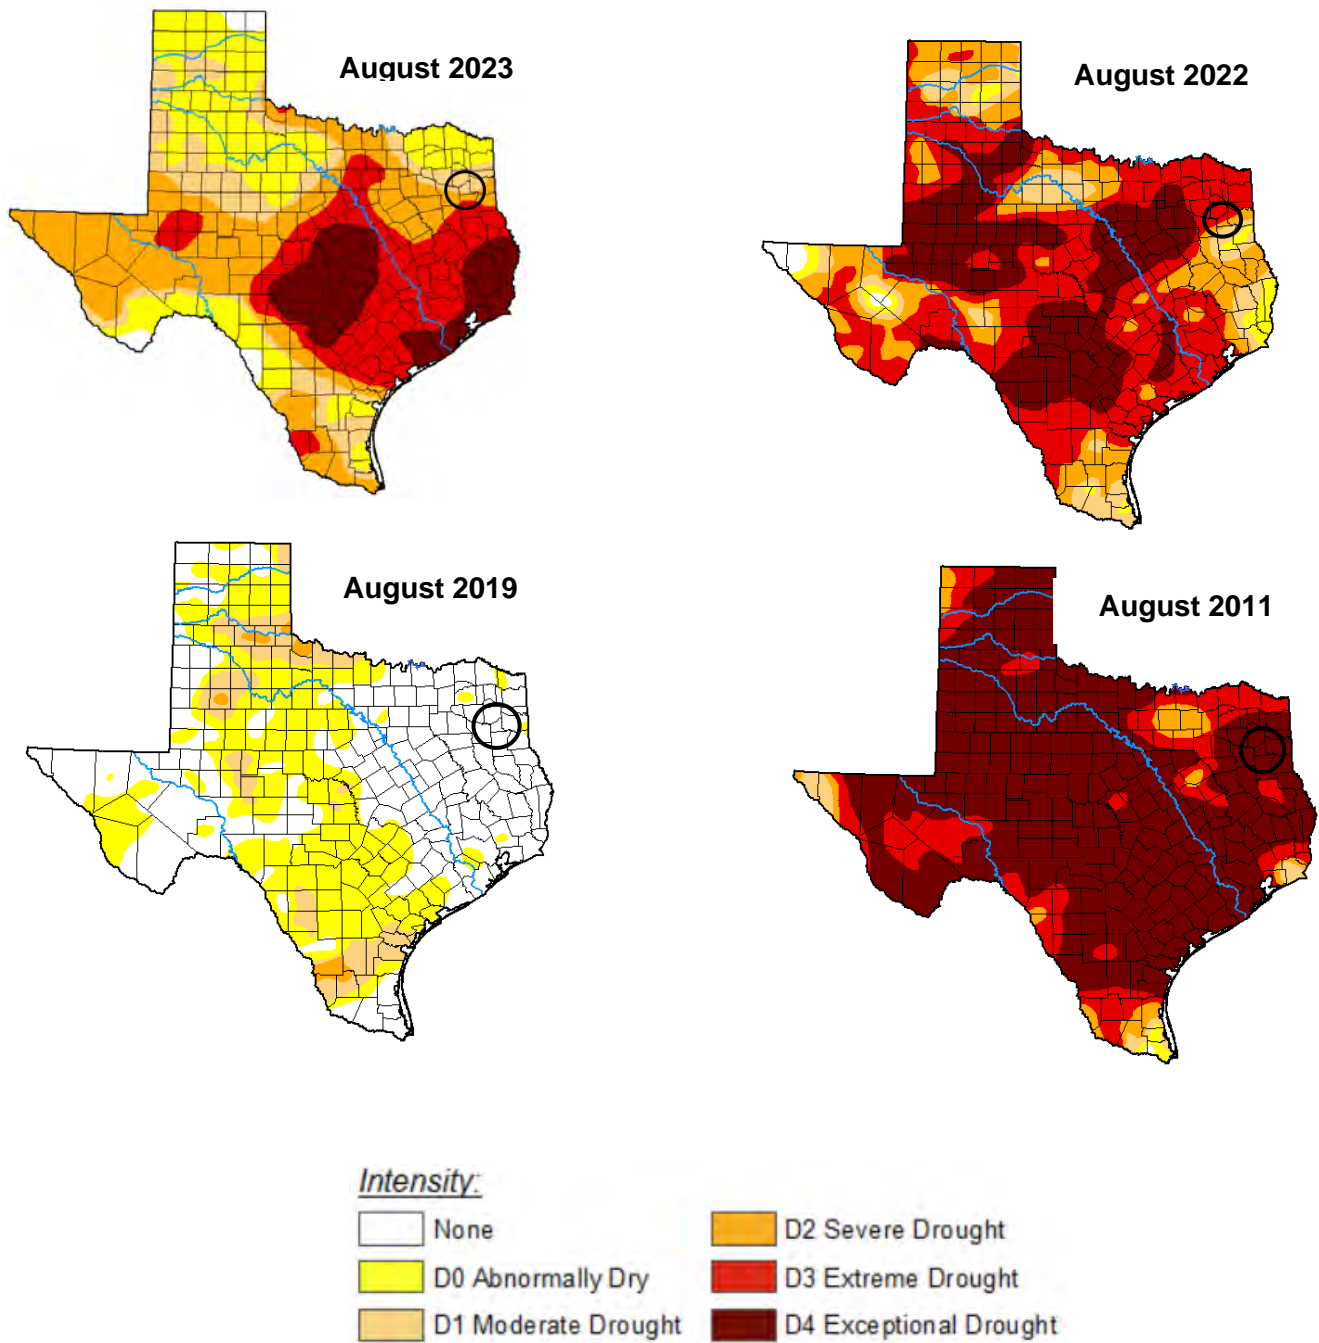 August 2023
August 2022
August 2019
August 2011
Intensity:
None
D0 Abnormally Dry
D1 Moderate Drought
D2 Severe Drought
D3 Extreme Drought
D4 Exceptional Drought